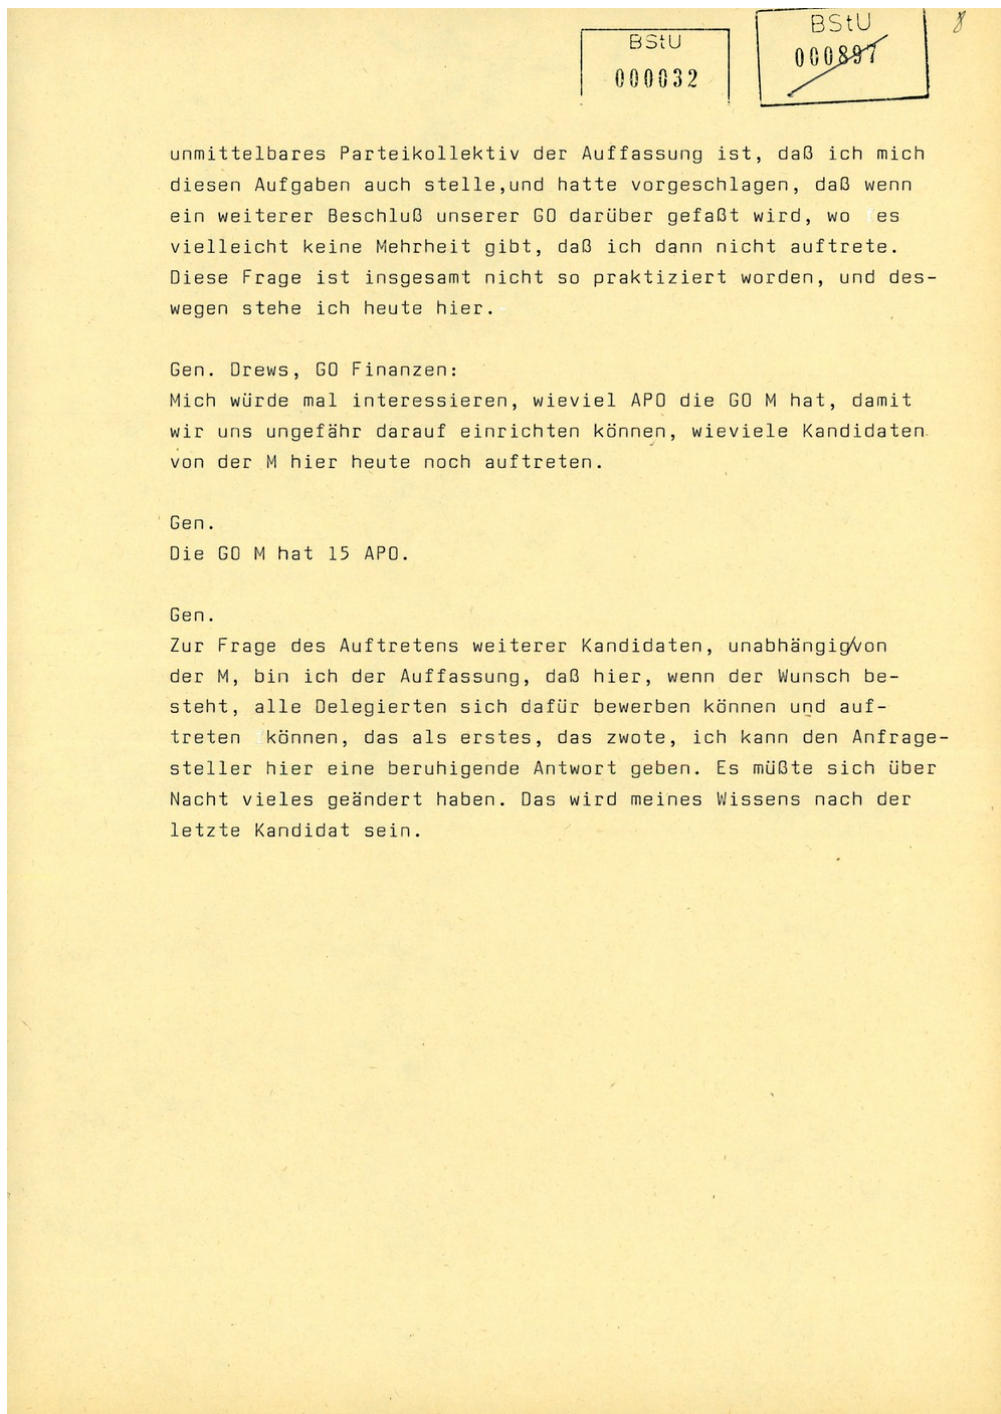 BStU
000032
BStU
000897
8
unmittelbares Parteikollektiv der Auffassung ist, daß ich mich
diesen Aufgaben auch stelle,und hatte vorgeschlagen, daß wenn
ein weiterer Beschluß unserer GO darüber gefaßt wird, wo es
vielleicht keine Mehrheit gibt, daß ich dann nicht auftrete.
Diese Frage ist insgesamt nicht so praktiziert worden, und des-
wegen stehe ich heute hier.
Gen. Drews, GO Finanzen:
Mich würde mal interessieren, wieviel APO die GO M hat, damit
wir uns ungefähr darauf einrichten können, wieviele Kandidaten
von der M hier heute noch auftreten.
Gen.
Die GO M hat 15 APO.
Gen.
Zur Frage des Auftretens weiterer Kandidaten, unabhängig/von
der M, bin ich der Auffassung, daß hier, wenn der Wunsch be-
steht, alle Delegierten sich dafür bewerben können und auf-
treten können, das als erstes, das zwote, ich kann den Anfrage-
steller hier eine beruhigende Antwort geben. Es müßte sich über
Nacht vieles geändert haben. Das wird meines Wissens nach der
letzte Kandidat sein.